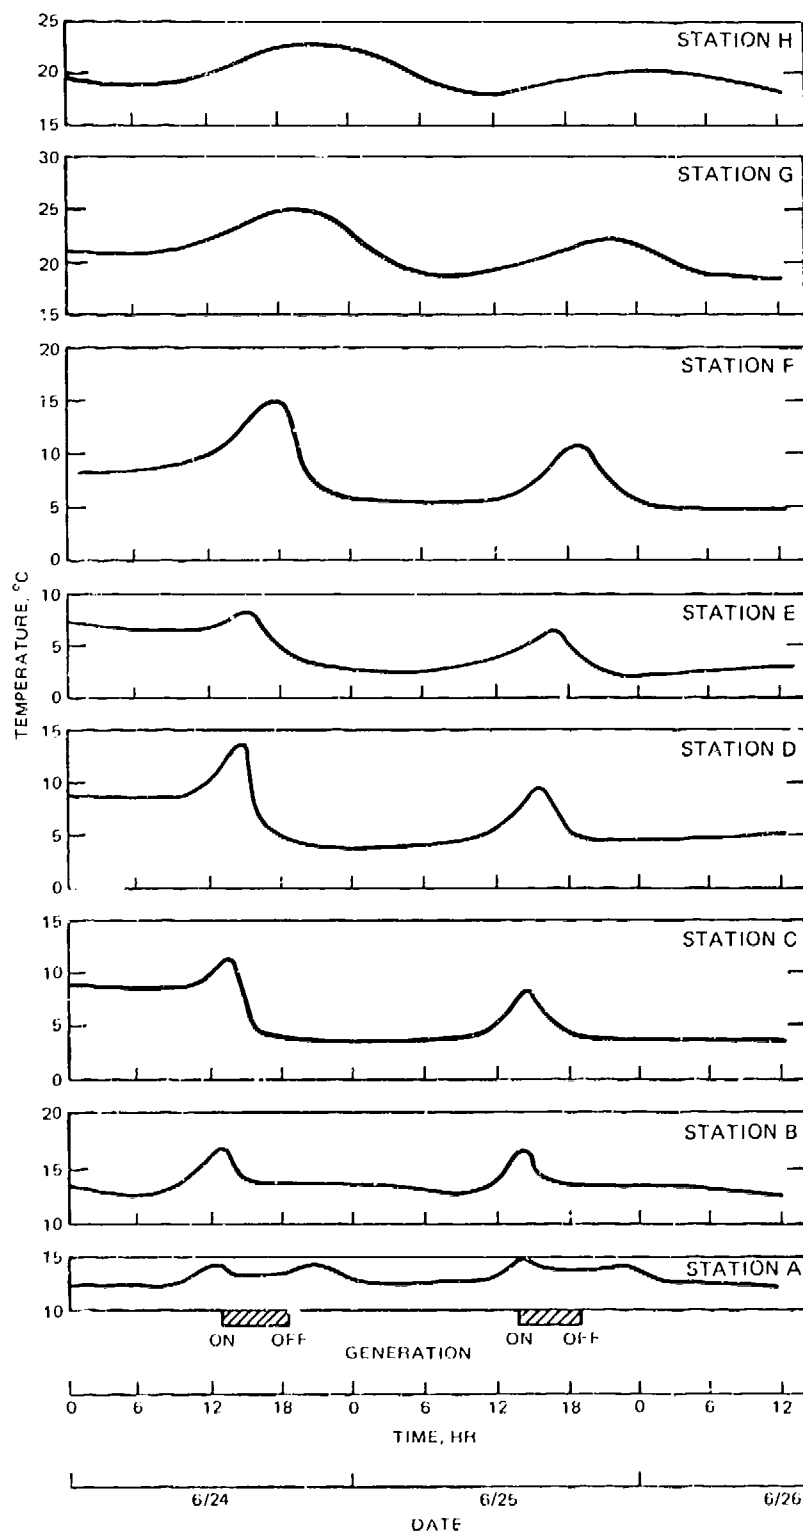 25
20
15
STATION H
30
25
20
15
STATION G
20
15
10
5
0
STATION F
10
5
0
STATION E
15
10
5
0
STATION D
15
10
5
0
STATION C
20
15
10
STATION B
15
10
STATION A
TEMPERATURE, °C
ON OFF ON OFF
GENERATION
0 6 12 18 0 6 12 18 0 6 12
TIME, HR
6/24 6/25 6/26
DATE